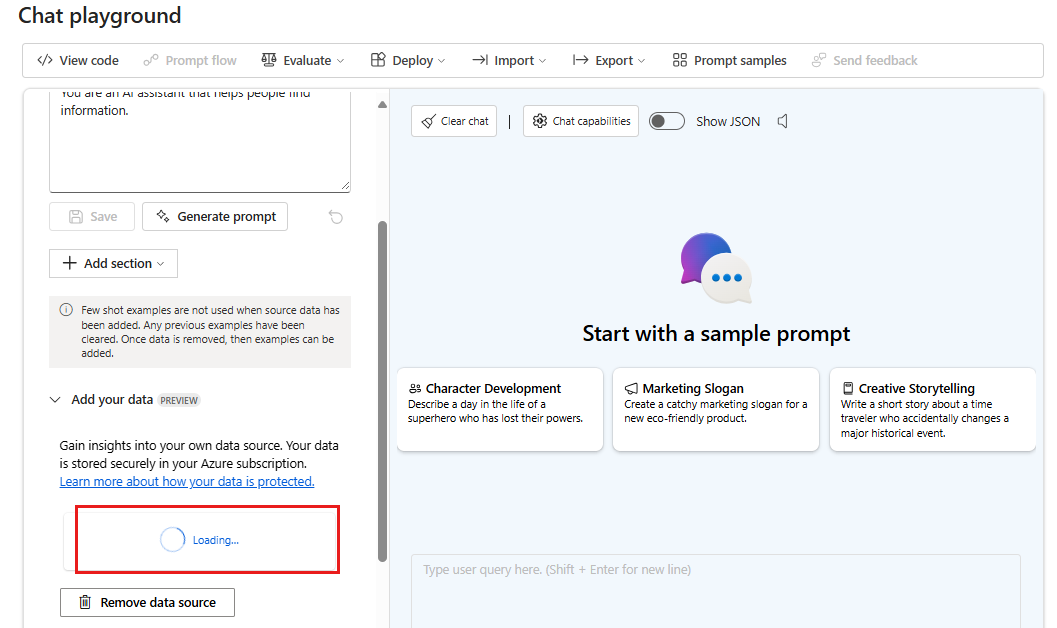 Chat playground
View code
Prompt flow
Evaluate
Deploy
Import
Export
Prompt samples
Send feedback
You are an AI assistant that helps people find
information.
Save
Generate prompt
Add section
Few shot examples are not used when source data has
been added. Any previous examples have been
cleared. Once data is removed, then examples can be
added.
Add your data PREVIEW
Gain insights into your own data source. Your data
is stored securely in your Azure subscription.
Learn more about how your data is protected.
Loading...
Remove data source
Clear chat
Chat capabilities
Show JSON
Start with a sample prompt
Character Development
Describe a day in the life of a
superhero who has lost their powers.
Marketing Slogan
Create a catchy marketing slogan for a
new eco-friendly product.
Creative Storytelling
Write a short story about a time
traveler who accidentally changes a
major historical event.
Type user query here. (Shift + Enter for new line)